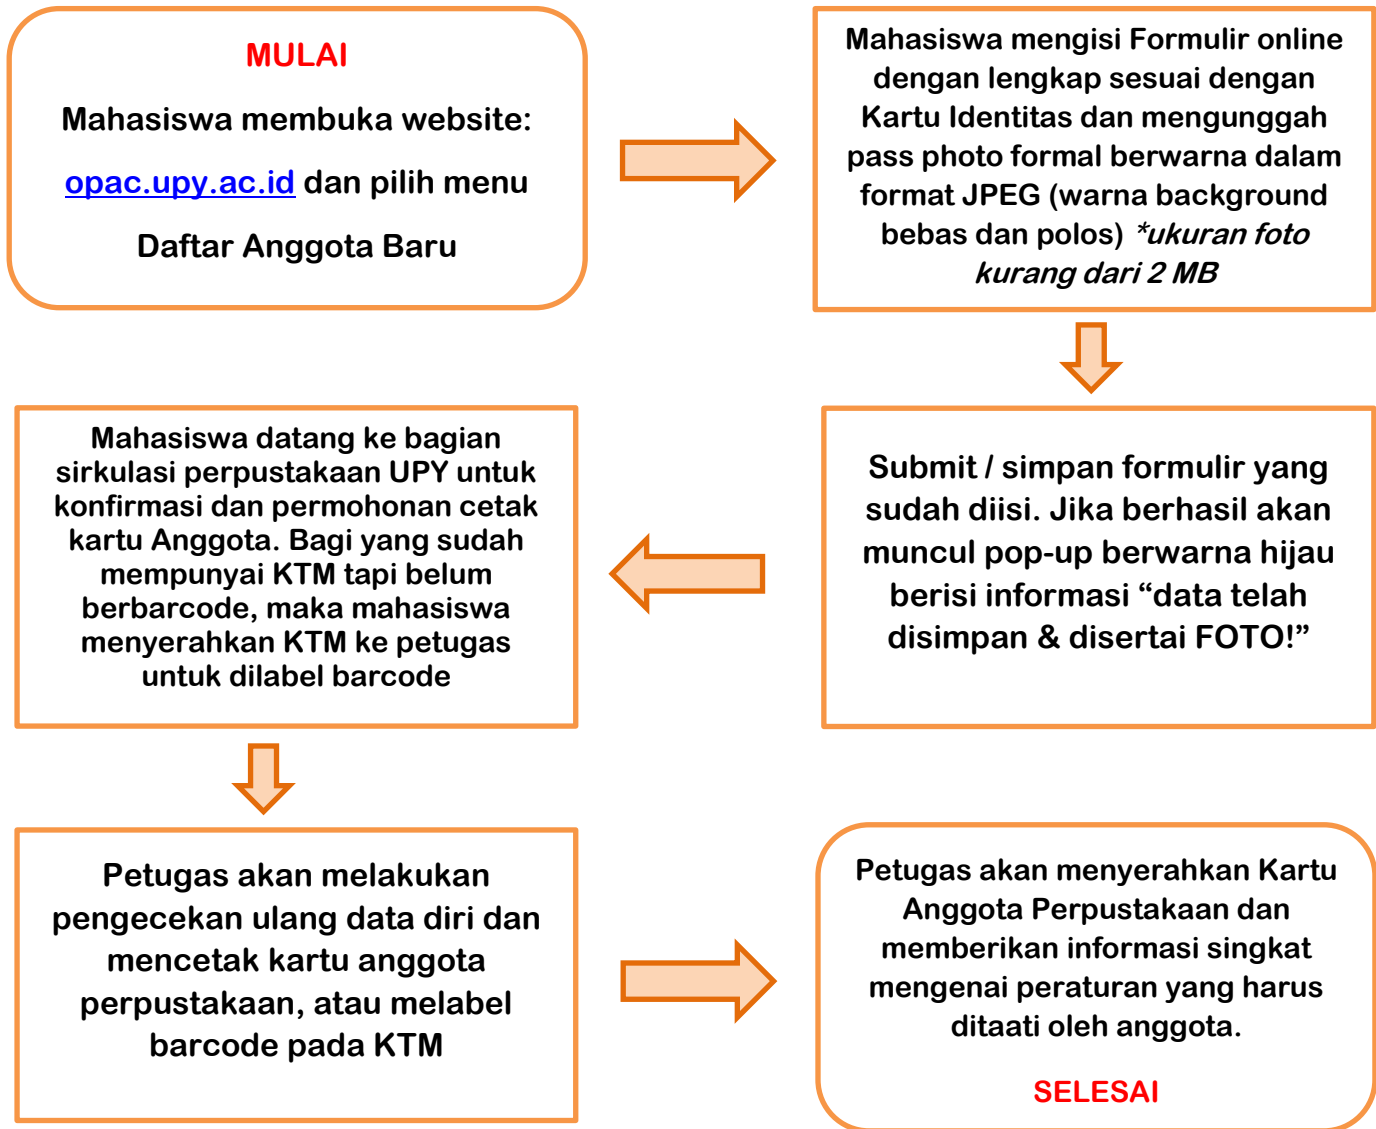 MULAI
Mahasiswa membuka website:
opac.upy.ac.id dan pilih menu
Daftar Anggota Baru
Mahasiswa mengisi Formulir online
dengan lengkap sesuai dengan
Kartu Identitas dan mengunggah
pass photo formal berwarna dalam
format JPEG (warna background
bebas dan polos) *ukuran foto
kurang dari 2 MB
Submit / simpan formulir yang
sudah diisi. Jika berhasil akan
muncul pop-up berwarna hijau
berisi informasi “data telah
disimpan & disertai FOTO!”
Mahasiswa datang ke bagian
sirkulasi perpustakaan UPY untuk
konfirmasi dan permohonan cetak
kartu Anggota. Bagi yang sudah
mempunyai KTM tapi belum
berbarcode, maka mahasiswa
menyerahkan KTM ke petugas
untuk dilabel barcode
Petugas akan melakukan
pengecekan ulang data diri dan
mencetak kartu anggota
perpustakaan, atau melabel
barcode pada KTM
Petugas akan menyerahkan Kartu
Anggota Perpustakaan dan
memberikan informasi singkat
mengenai peraturan yang harus
ditaati oleh anggota.
SELESAI